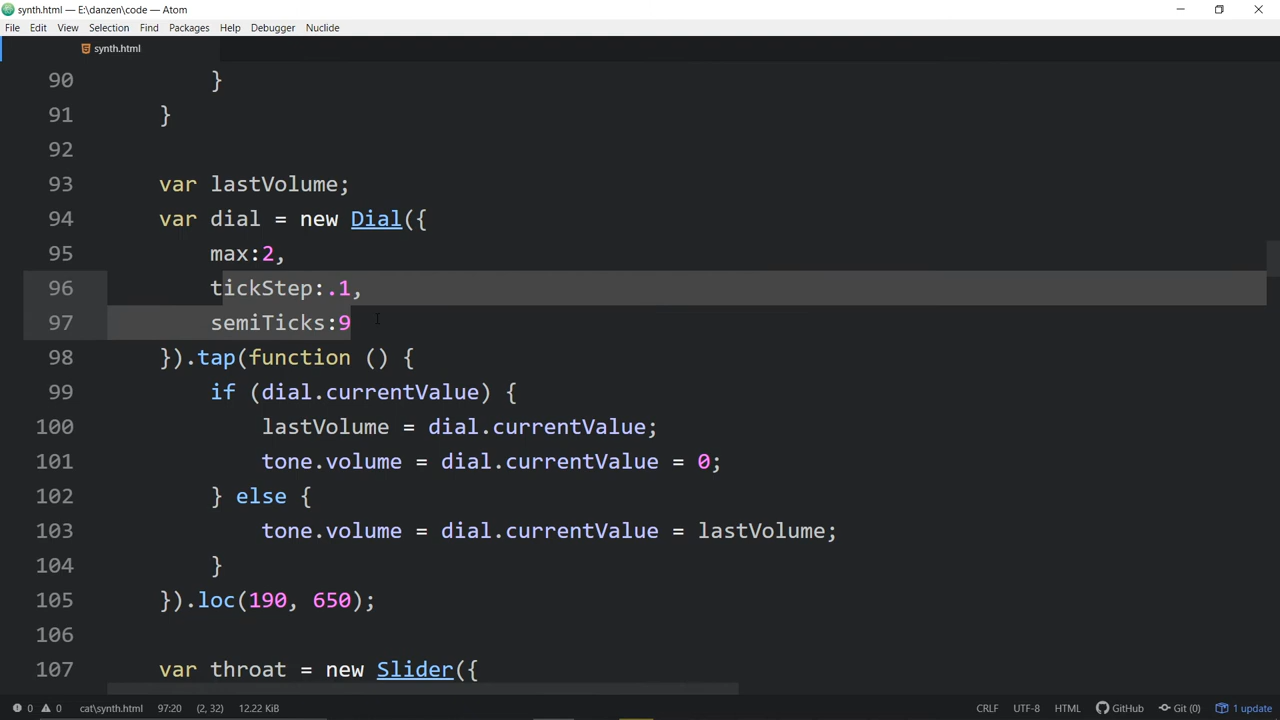 synth.html — E:\danzen\code — Atom
File Edit View Selection Find Packages Help Debugger Nuclide
synth.html
90 }
91 }
92
93 var lastVolume;
94 var dial = new Dial({
95 max:2,
96 tickStep:.1,
97 semiTicks:9
98 }).tap(function () {
99 if (dial.currentValue) {
100 lastVolume = dial.currentValue;
101 tone.volume = dial.currentValue = 0;
102 } else {
103 tone.volume = dial.currentValue = lastVolume;
104 }
105 }).loc(190, 650);
106
107 var throat = new Slider({
0 0 cat\synth.html 97:20 (2, 32) 12.22 KiB CRLF UTF-8 HTML GitHub Git (0) 1 update